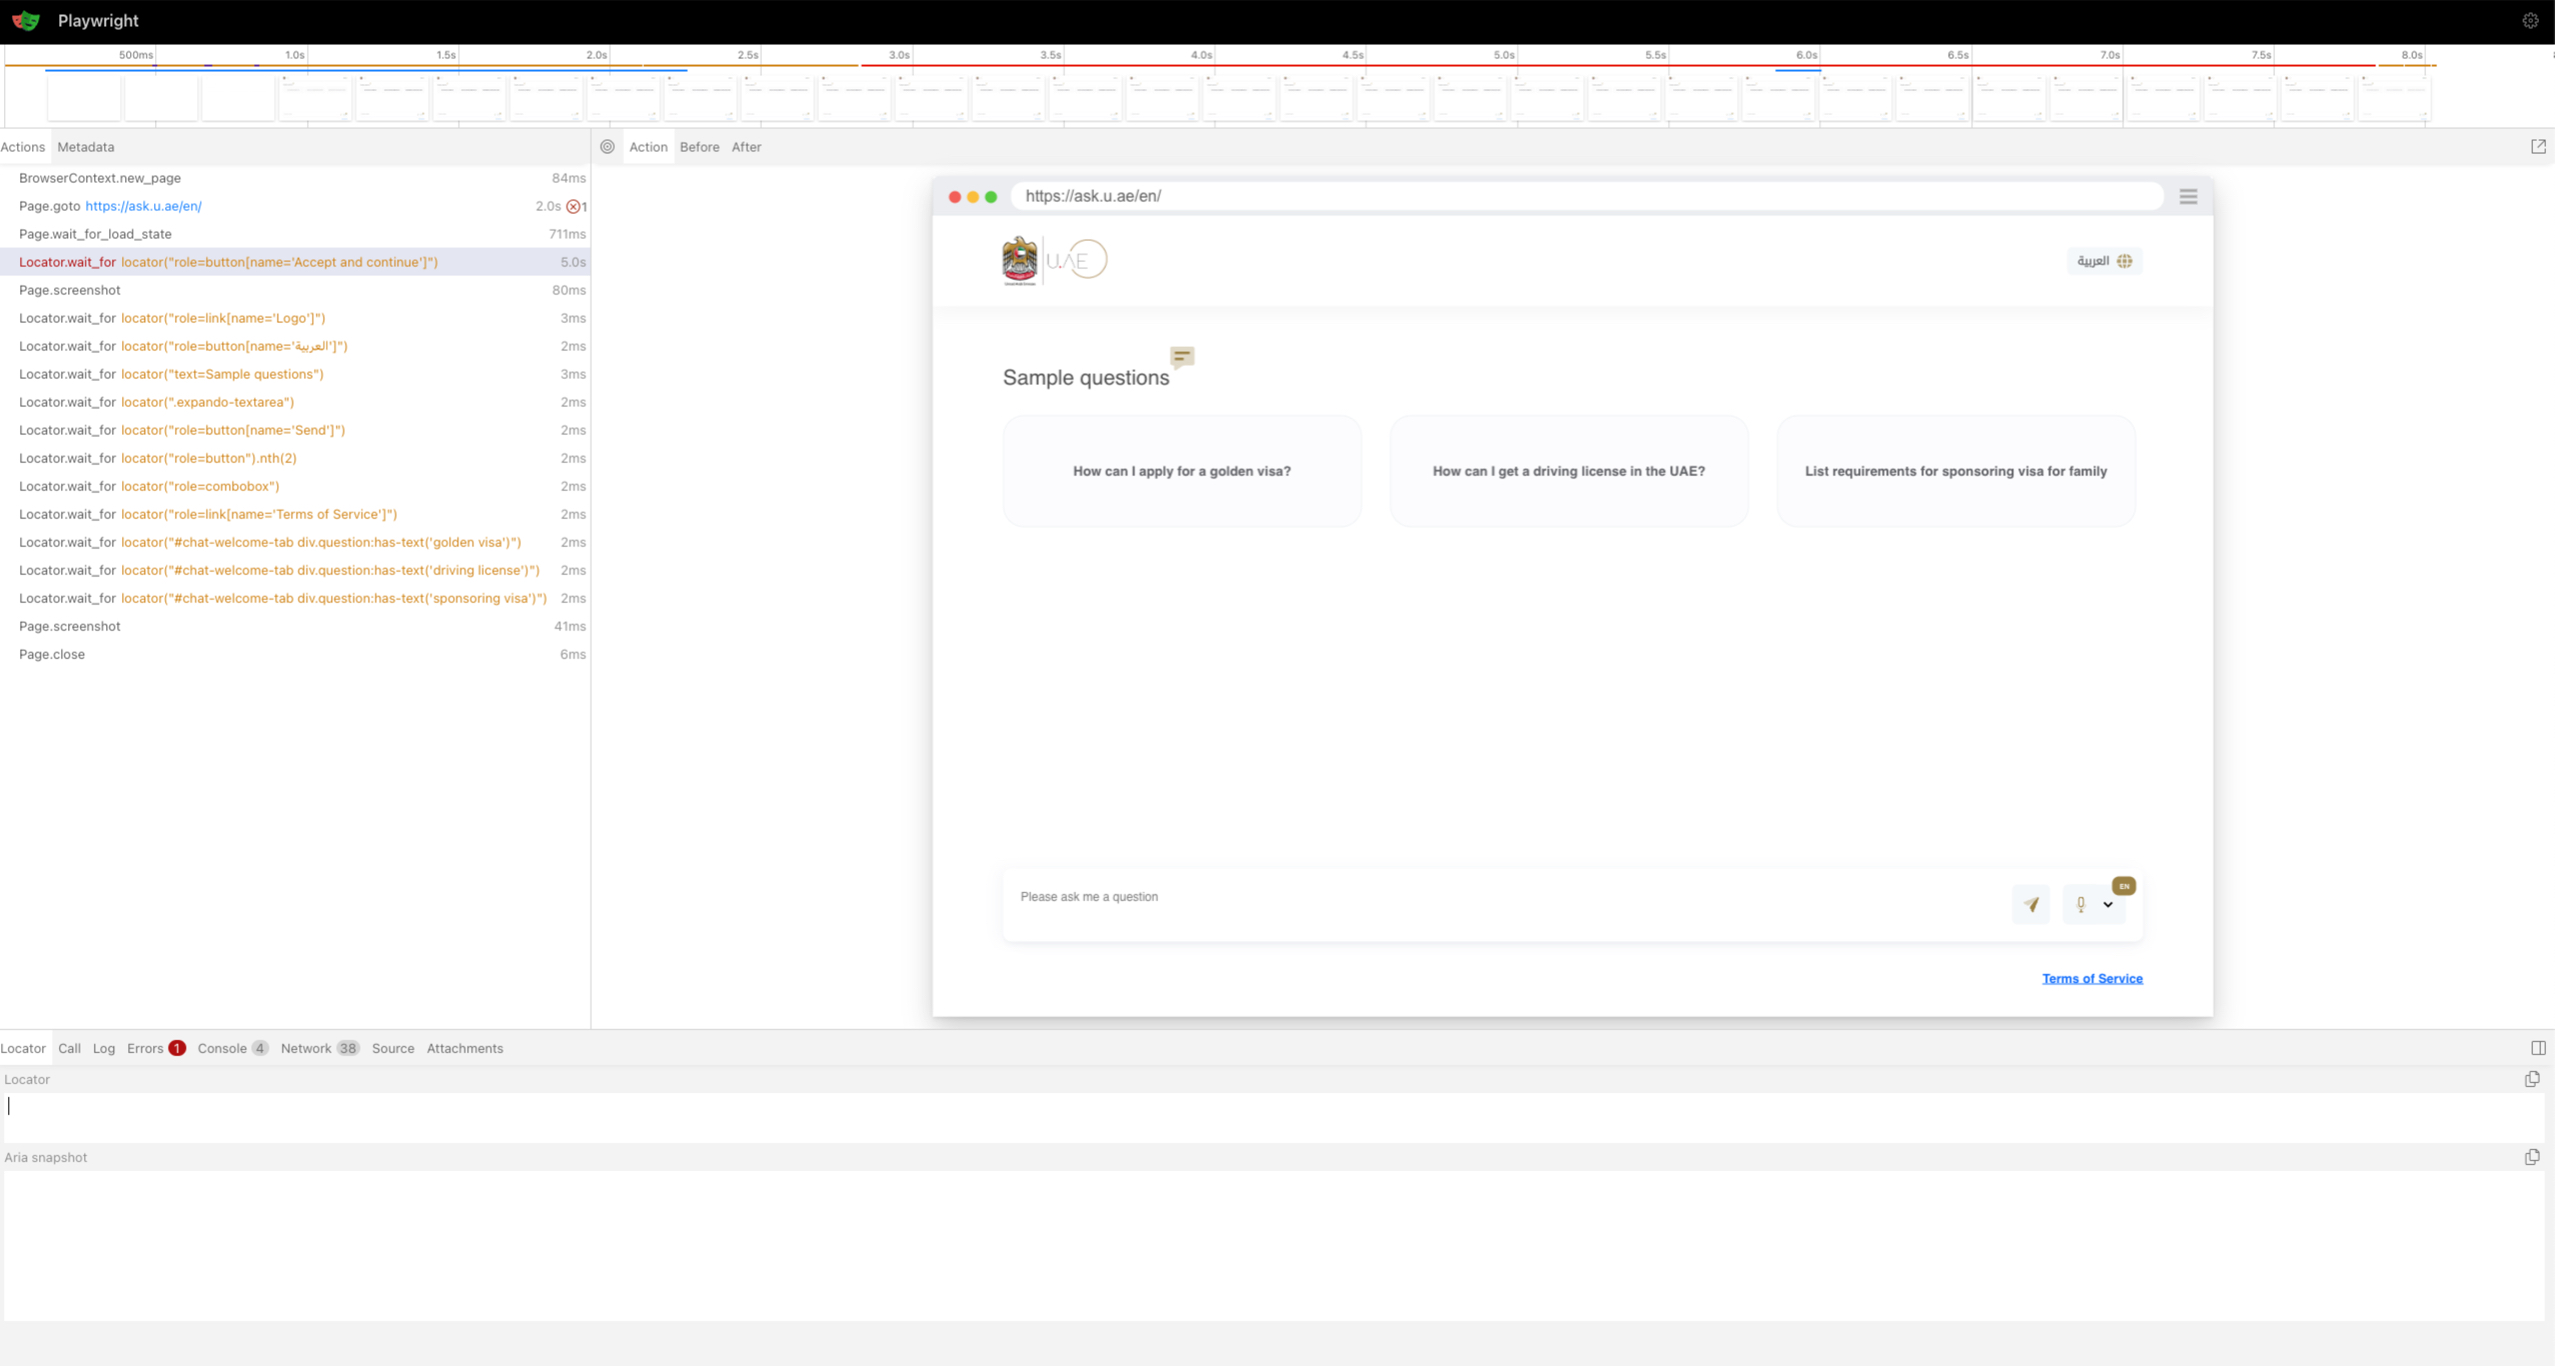 Playwright
500ms 1.0s 1.5s 2.0s 2.5s 3.0s 3.5s 4.0s 4.5s 5.0s 5.5s 6.0s 6.5s 7.0s 7.5s 8.0s
Actions Metadata
BrowserContext.new_page 84ms
Page.goto https://ask.u.ae/en/ 2.0s 1
Page.wait_for_load_state 711ms
Locator.wait_for locator("role=button[name='Accept and continue']") 5.0s
Page.screenshot 80ms
Locator.wait_for locator("role=link[name='Logo']") 3ms
Locator.wait_for locator("role=button[name='العربية']") 2ms
Locator.wait_for locator("text=Sample questions") 3ms
Locator.wait_for locator(".expando-textarea") 2ms
Locator.wait_for locator("role=button[name='Send']") 2ms
Locator.wait_for locator("role=button").nth(2) 2ms
Locator.wait_for locator("role=combobox") 2ms
Locator.wait_for locator("role=link[name='Terms of Service']") 2ms
Locator.wait_for locator("#chat-welcome-tab div.question:has-text('golden visa')") 2ms
Locator.wait_for locator("#chat-welcome-tab div.question:has-text('driving license')") 2ms
Locator.wait_for locator("#chat-welcome-tab div.question:has-text('sponsoring visa')") 2ms
Page.screenshot 41ms
Page.close 6ms
Action Before After
https://ask.u.ae/en/
U.AE
العربية
Sample questions
How can I apply for a golden visa?
How can I get a driving license in the UAE?
List requirements for sponsoring visa for family
Please ask me a question
EN
Terms of Service
Locator Call Log Errors 1 Console 4 Network 38 Source Attachments
Locator
Aria snapshot